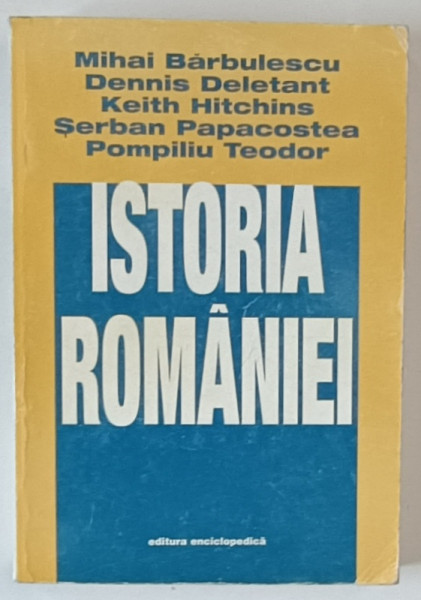 Mihai Bărbulescu
Dennis Deletant
Keith Hitchins
Şerban Papacostea
Pompiliu Teodor
ISTORIA
ROMÂNIEI
editura enciclopedică